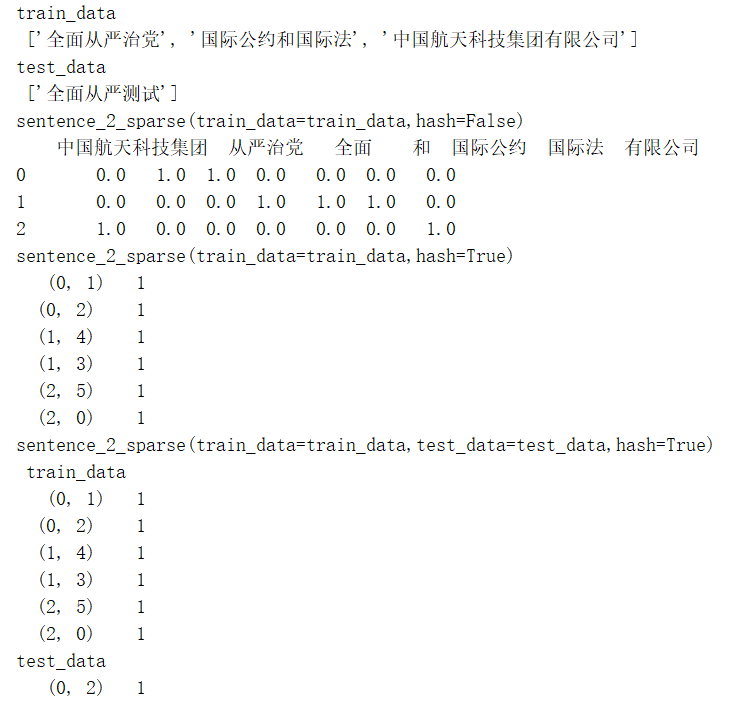 train_data
['全面从严治党', '国际公约和国际法', '中国航天科技集团有限公司']
test_data
['全面从严测试']
sentence_2_sparse(train_data=train_data,hash=False)
中国航天科技集团 从严治党 全面 和 国际公约 国际法 有限公司
0 0.0 1.0 1.0 0.0 0.0 0.0 0.0
1 0.0 0.0 0.0 1.0 1.0 1.0 0.0
2 1.0 0.0 0.0 0.0 0.0 0.0 1.0
sentence_2_sparse(train_data=train_data,hash=True)
(0, 1) 1
(0, 2) 1
(1, 4) 1
(1, 3) 1
(2, 5) 1
(2, 0) 1
sentence_2_sparse(train_data=train_data,test_data=test_data,hash=True)
train_data
(0, 1) 1
(0, 2) 1
(1, 4) 1
(1, 3) 1
(2, 5) 1
(2, 0) 1
test_data
(0, 2) 1